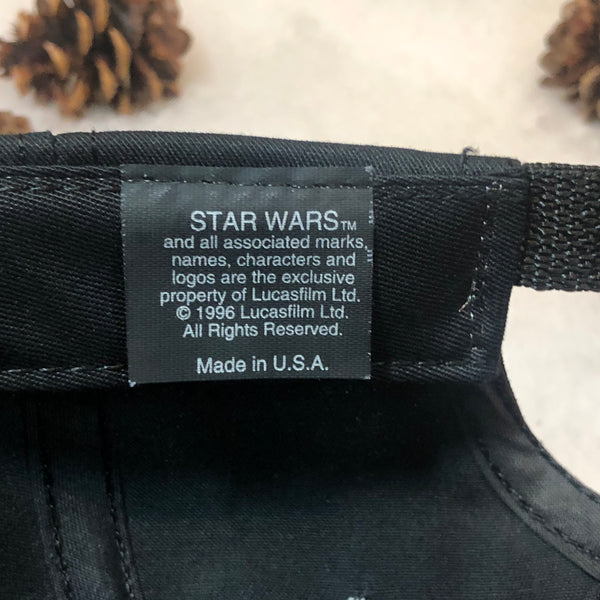 STAR WARS™
and all associated marks,
names, characters and
logos are the exclusive
property of Lucasfilm Ltd.
© 1996 Lucasfilm Ltd.
All Rights Reserved.
Made in U.S.A.